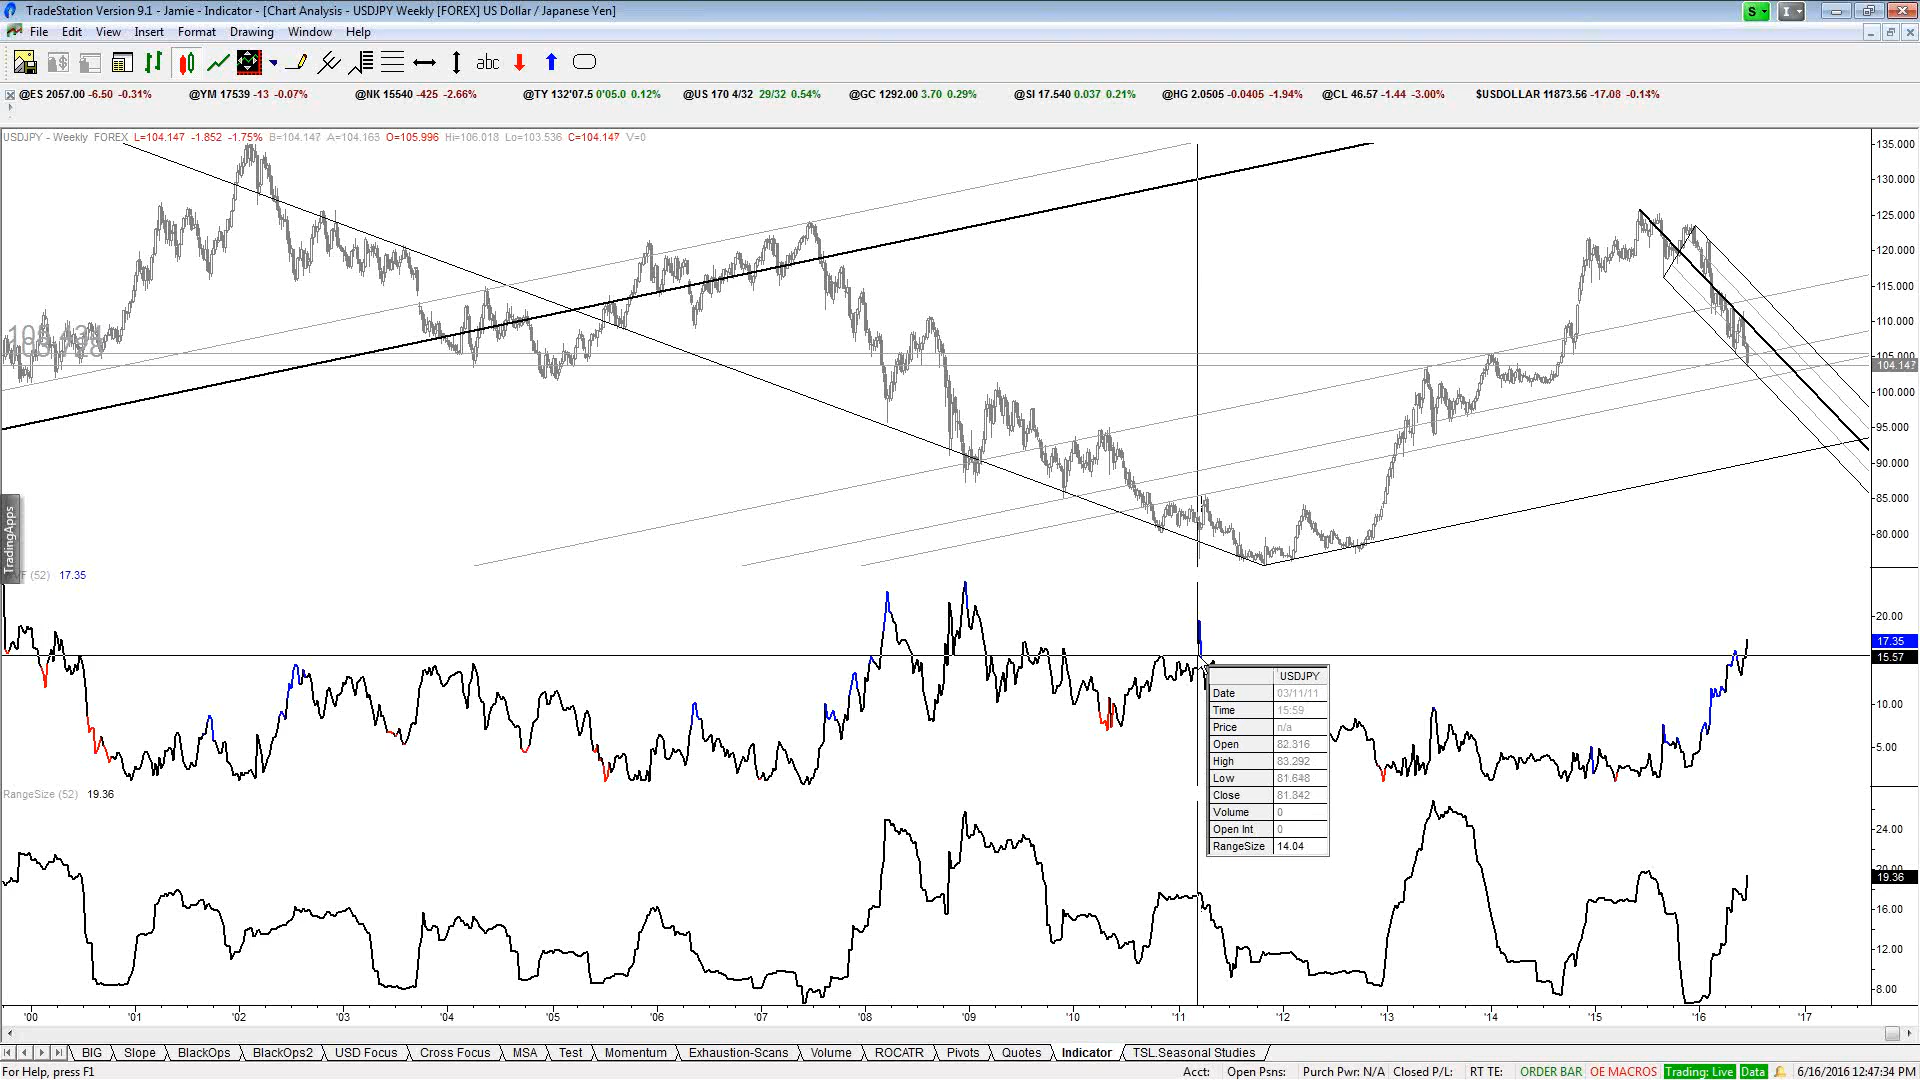 TradeStation Version 9.1 - Jamie - Indicator - [Chart Analysis - USDJPY Weekly [FOREX] US Dollar / Japanese Yen]
S I
File Edit View Insert Format Drawing Window Help
abc
@ES 2057.00 -6.50 -0.31% @YM 17539 -13 -0.07% @NK 15540 -425 -2.66% @TY 132'07.5 0'05.0 0.12% @US 170 4/32 29/32 0.54% @GC 1292.00 3.70 0.29% @SI 17.540 0.037 0.21% @HG 2.0505 -0.0405 -1.94% @CL 46.57 -1.44 -3.00% $USDOLLAR 11873.56 -17.08 -0.14%
USDJPY - Weekly FOREX L=104.147 -1.852 -1.75% B=104.147 A=104.163 O=105.996 Hi=106.018 Lo=103.536 C=104.147 V=0
135.000
130.000
125.000
120.000
115.000
110.000
105.000
104.147
100.000
95.000
90.000
85.000
80.000
TradingApps
(52) 17.35
20.00
17.35
15.57
10.00
5.00
USDJPY
Date 03/11/11
Time 15:59
Price n/a
Open 82.316
High 83.292
Low 81.648
Close 81.842
Volume 0
Open Int 0
RangeSize 14.04
RangeSize (52) 19.36
24.00
20.00
19.36
16.00
12.00
8.00
'00 '01 '02 '03 '04 '05 '06 '07 '08 '09 '10 '11 '12 '13 '14 '15 '16 '17
BIG Slope BlackOps BlackOps2 USD Focus Cross Focus MSA Test Momentum Exhaustion-Scans Volume ROCATR Pivots Quotes Indicator TSL.Seasonal Studies
For Help, press F1 Acct: Open Psns: Purch Pwr: N/A Closed P/L: RT TE: ORDER BAR OE MACROS Trading: Live Data 6/16/2016 12:47:34 PM